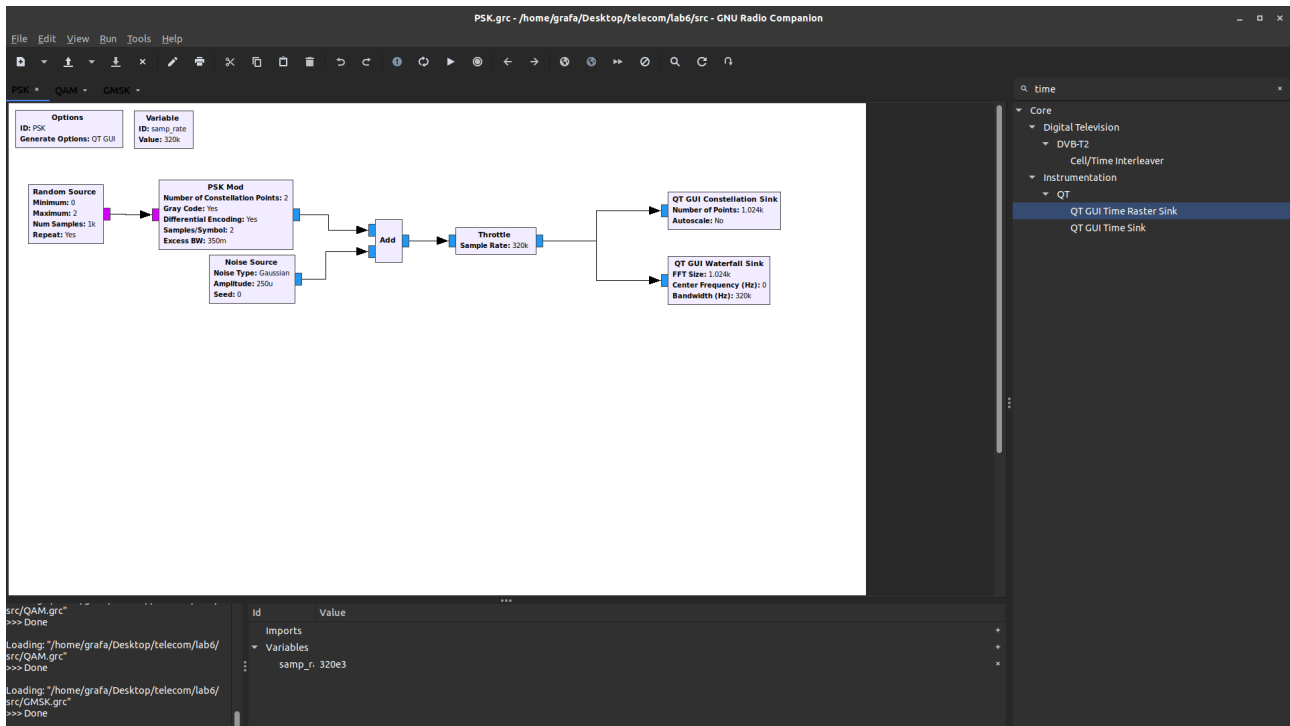 PSK.grc - /home/grafa/Desktop/telecom/lab6/src - GNU Radio Companion
File Edit View Run Tools Help
PSK QAM GMSK
time
Options
ID: PSK
Generate Options: QT GUI
Variable
ID: samp_rate
Value: 320k
Random Source
Minimum: 0
Maximum: 2
Num Samples: 1k
Repeat: Yes
PSK Mod
Number of Constellation Points: 2
Gray Code: Yes
Differential Encoding: Yes
Samples/Symbol: 2
Excess BW: 350m
Noise Source
Noise Type: Gaussian
Amplitude: 250u
Seed: 0
Add
Throttle
Sample Rate: 320k
QT GUI Constellation Sink
Number of Points: 1.024k
Autoscale: No
QT GUI Waterfall Sink
FFT Size: 1.024k
Center Frequency (Hz): 0
Bandwidth (Hz): 320k
Core
Digital Television
DVB-T2
Cell/Time Interleaver
Instrumentation
QT
QT GUI Time Raster Sink
QT GUI Time Sink
src/QAM.grc"
>>> Done
Loading: "/home/grafa/Desktop/telecom/lab6/
src/QAM.grc"
>>> Done
Loading: "/home/grafa/Desktop/telecom/lab6/
src/GMSK.grc"
>>> Done
Id Value
Imports
Variables
samp_r 320e3